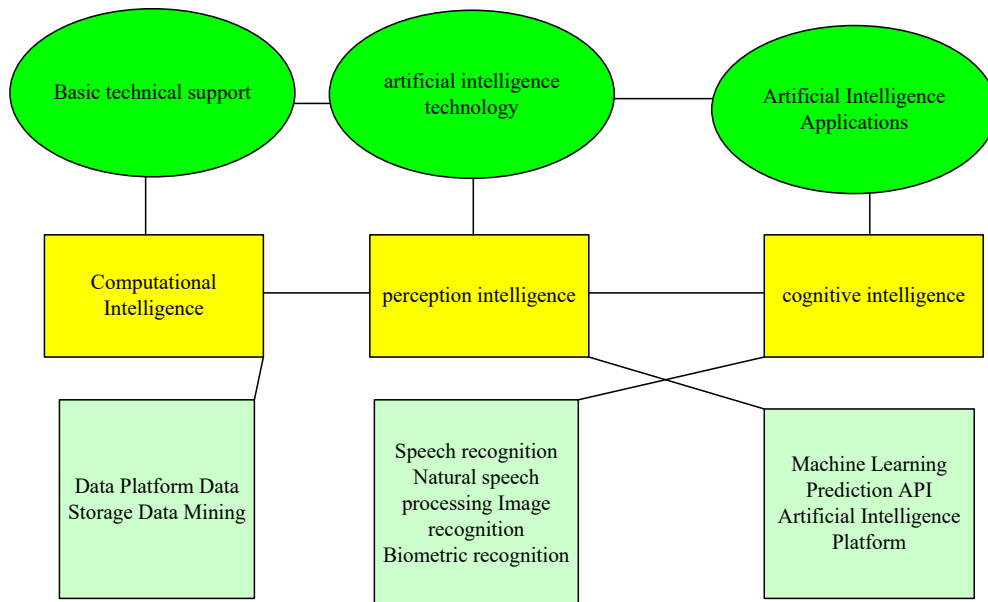 Basic technical support
artificial intelligence
technology
Artificial Intelligence
Applications
Computational
Intelligence
perception intelligence
cognitive intelligence
Data Platform Data
Storage Data Mining
Speech recognition
Natural speech
processing Image
recognition
Biometric recognition
Machine Learning
Prediction API
Artificial Intelligence
Platform